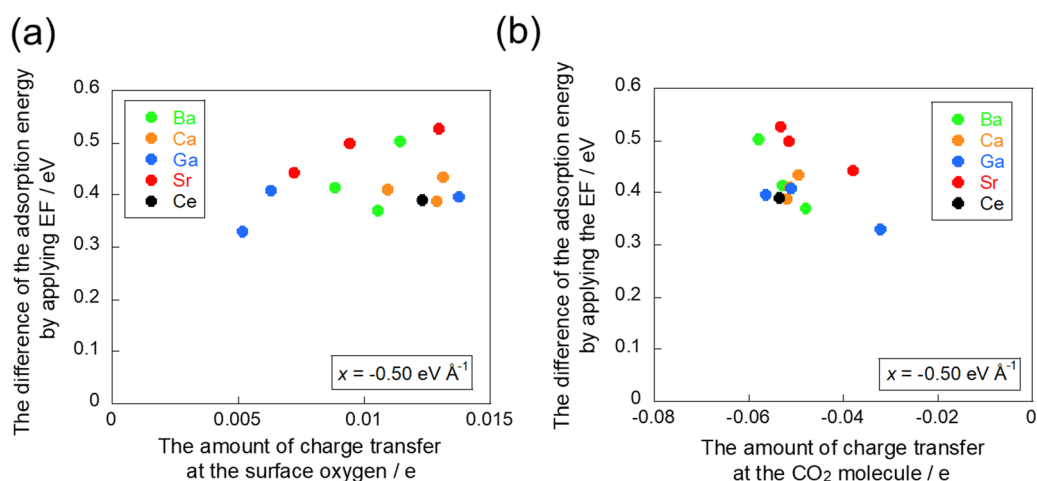 (a)
The difference of the adsorption energy
by applying EF / eV
0.6
0.5
0.4
0.3
0.2
0.1
0
Ba
Ca
Ga
Sr
Ce
x = -0.50 eV Å-1
0
0.005
0.01
0.015
The amount of charge transfer
at the surface oxygen / e
(b)
The difference of the adsorption energy
by applying the EF / eV
0.6
0.5
0.4
0.3
0.2
0.1
0
Ba
Ca
Ga
Sr
Ce
x = -0.50 eV Å-1
-0.08
-0.06
-0.04
-0.02
0
The amount of charge transfer
at the CO2 molecule / e